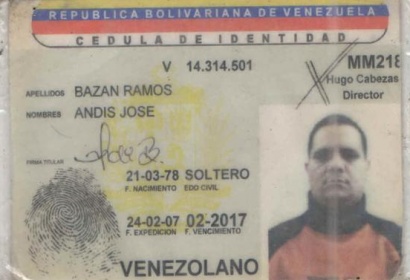 REPUBLICA BOLIVARIANA DE VENEZUELA
CEDULA DE IDENTIDAD
V 14.314.501 MM218
Hugo Cabezas
Director
APELLIDOS BAZAN RAMOS
NOMBRES ANDIS JOSE
FIRMA TITULAR
21-03-78 SOLTERO
F. NACIMIENTO EDO CIVIL
24-02-07 02-2017
F. EXPEDICION F. VENCIMIENTO
VENEZOLANO